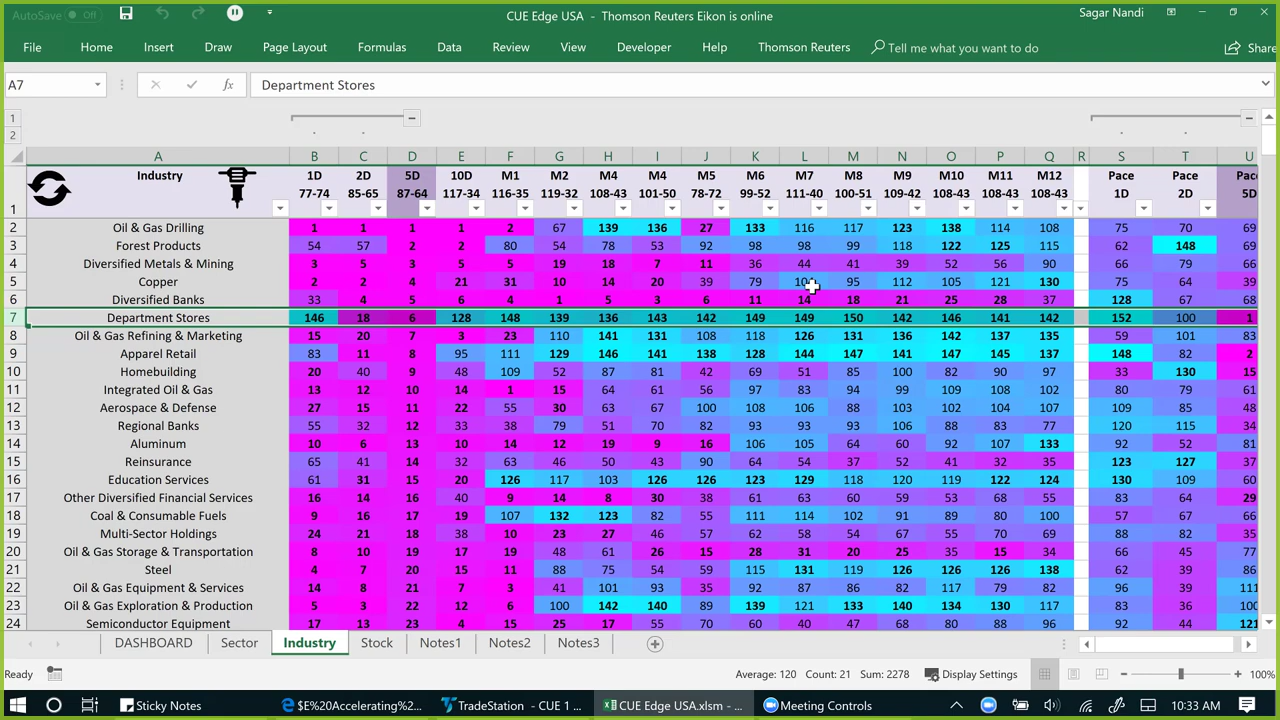 AutoSave Off CUE Edge USA - Thomson Reuters Eikon is online Sagar Nandi
File Home Insert Draw Page Layout Formulas Data Review View Developer Help Thomson Reuters Tell me what you want to do Share
A7 fx Department Stores
1
2
A B C D E F G H I J K L M N O P Q R S T U
Industry 1D 2D 5D 10D M1 M2 M4 M4 M5 M6 M7 M8 M9 M10 M11 M12 Pace Pace Pace
77-74 85-65 87-64 117-34 116-35 119-32 108-43 101-50 78-72 99-52 111-40 100-51 109-42 108-43 108-43 108-43 1D 2D 5D
1
2 Oil & Gas Drilling 1 1 1 1 2 67 139 136 27 133 116 117 123 138 114 108 75 70 69
3 Forest Products 54 57 2 2 80 54 78 53 92 98 98 99 118 122 125 115 62 148 69
4 Diversified Metals & Mining 3 5 3 5 5 19 18 7 11 36 44 41 39 52 56 90 66 79 66
5 Copper 2 2 4 21 31 10 14 20 39 79 95 112 105 121 130 75 64 39
6 Diversified Banks 33 4 5 6 4 1 5 3 6 11 14 18 21 25 28 37 128 67 68
7 Department Stores 146 18 6 128 148 139 136 143 142 149 149 150 142 146 141 142 152 100 1
8 Oil & Gas Refining & Marketing 15 20 7 3 23 110 141 131 108 118 126 131 136 142 137 135 59 101 83
9 Apparel Retail 83 11 8 95 111 129 146 141 138 128 144 147 141 147 145 137 148 82 2
10 Homebuilding 20 40 9 48 109 52 87 81 42 69 51 85 100 82 90 97 33 130 15
11 Integrated Oil & Gas 13 12 10 14 1 15 64 61 56 97 83 94 99 109 108 102 80 79 61
12 Aerospace & Defense 27 15 11 22 55 30 63 67 100 108 106 88 103 102 104 107 109 85 48
13 Regional Banks 55 32 12 33 38 79 51 70 82 93 93 93 106 88 83 77 120 115 34
14 Aluminum 10 6 13 10 14 12 19 9 16 106 105 64 60 92 107 133 92 52 81
15 Reinsurance 65 41 14 32 63 46 50 43 90 64 54 37 52 41 32 35 123 127 37
16 Education Services 61 31 15 20 126 117 103 126 126 123 129 118 120 119 122 124 130 109 60
17 Other Diversified Financial Services 16 14 16 40 9 14 8 30 38 61 63 60 59 53 68 55 83 64 29
18 Coal & Consumable Fuels 9 16 17 19 107 132 123 82 55 111 114 102 91 89 80 100 57 67 66
19 Multi-Sector Holdings 24 21 18 38 10 23 27 46 57 62 58 54 67 55 70 69 88 82 35
20 Oil & Gas Storage & Transportation 8 10 19 17 19 48 61 26 15 28 31 20 25 35 15 34 66 45 77
21 Steel 4 7 20 15 11 88 75 54 59 115 131 119 126 126 126 138 62 39 86
22 Oil & Gas Equipment & Services 14 8 21 7 3 41 101 93 35 92 87 86 82 117 79 82 96 39 111
23 Oil & Gas Exploration & Production 5 3 22 12 6 100 142 140 89 139 121 133 140 134 130 117 83 36 100
24 Semiconductor Equipment 17 13 23 4 15 25 17 55 70 60 40 47 68 80 88 96 92 44 121
DASHBOARD Sector Industry Stock Notes1 Notes2 Notes3
Ready Average: 120 Count: 21 Sum: 2278 Display Settings 100%
Sticky Notes $E%20Accelerating%2... TradeStation - CUE 1 ... CUE Edge USA.xlsm - ... Meeting Controls 10:33 AM